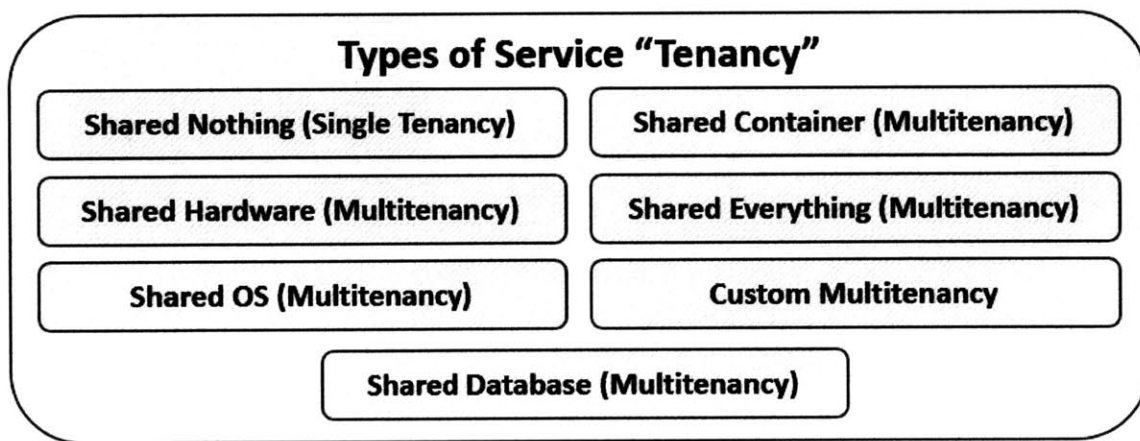 Types of Service “Tenancy”
Shared Nothing (Single Tenancy)
Shared Container (Multitenancy)
Shared Hardware (Multitenancy)
Shared Everything (Multitenancy)
Shared OS (Multitenancy)
Custom Multitenancy
Shared Database (Multitenancy)